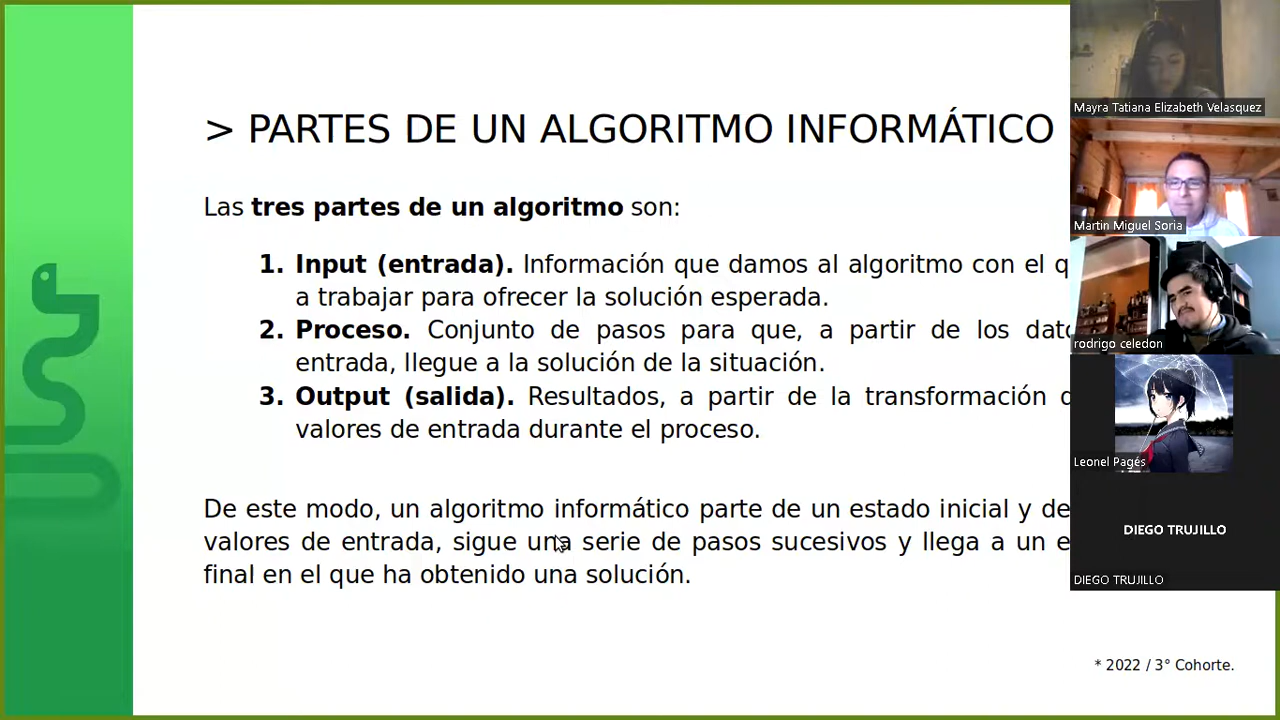 > PARTES DE UN ALGORITMO INFORMÁTICO
Las tres partes de un algoritmo son:
1. Input (entrada). Información que damos al algoritmo con el
a trabajar para ofrecer la solución esperada.
2. Proceso. Conjunto de pasos para que, a partir de los
entrada, llegue a la solución de la situación.
3. Output (salida). Resultados, a partir de la transformación
valores de entrada durante el proceso.
De este modo, un algoritmo informático parte de un estado inicial y de
valores de entrada, sigue una serie de pasos sucesivos y llega a un
final en el que ha obtenido una solución.
* 2022 / 3° Cohorte.
Mayra Tatiana Elizabeth Velasquez
Martin Miguel Soria
rodrigo celedon
Leonel Pagés
DIEGO TRUJILLO
DIEGO TRUJILLO